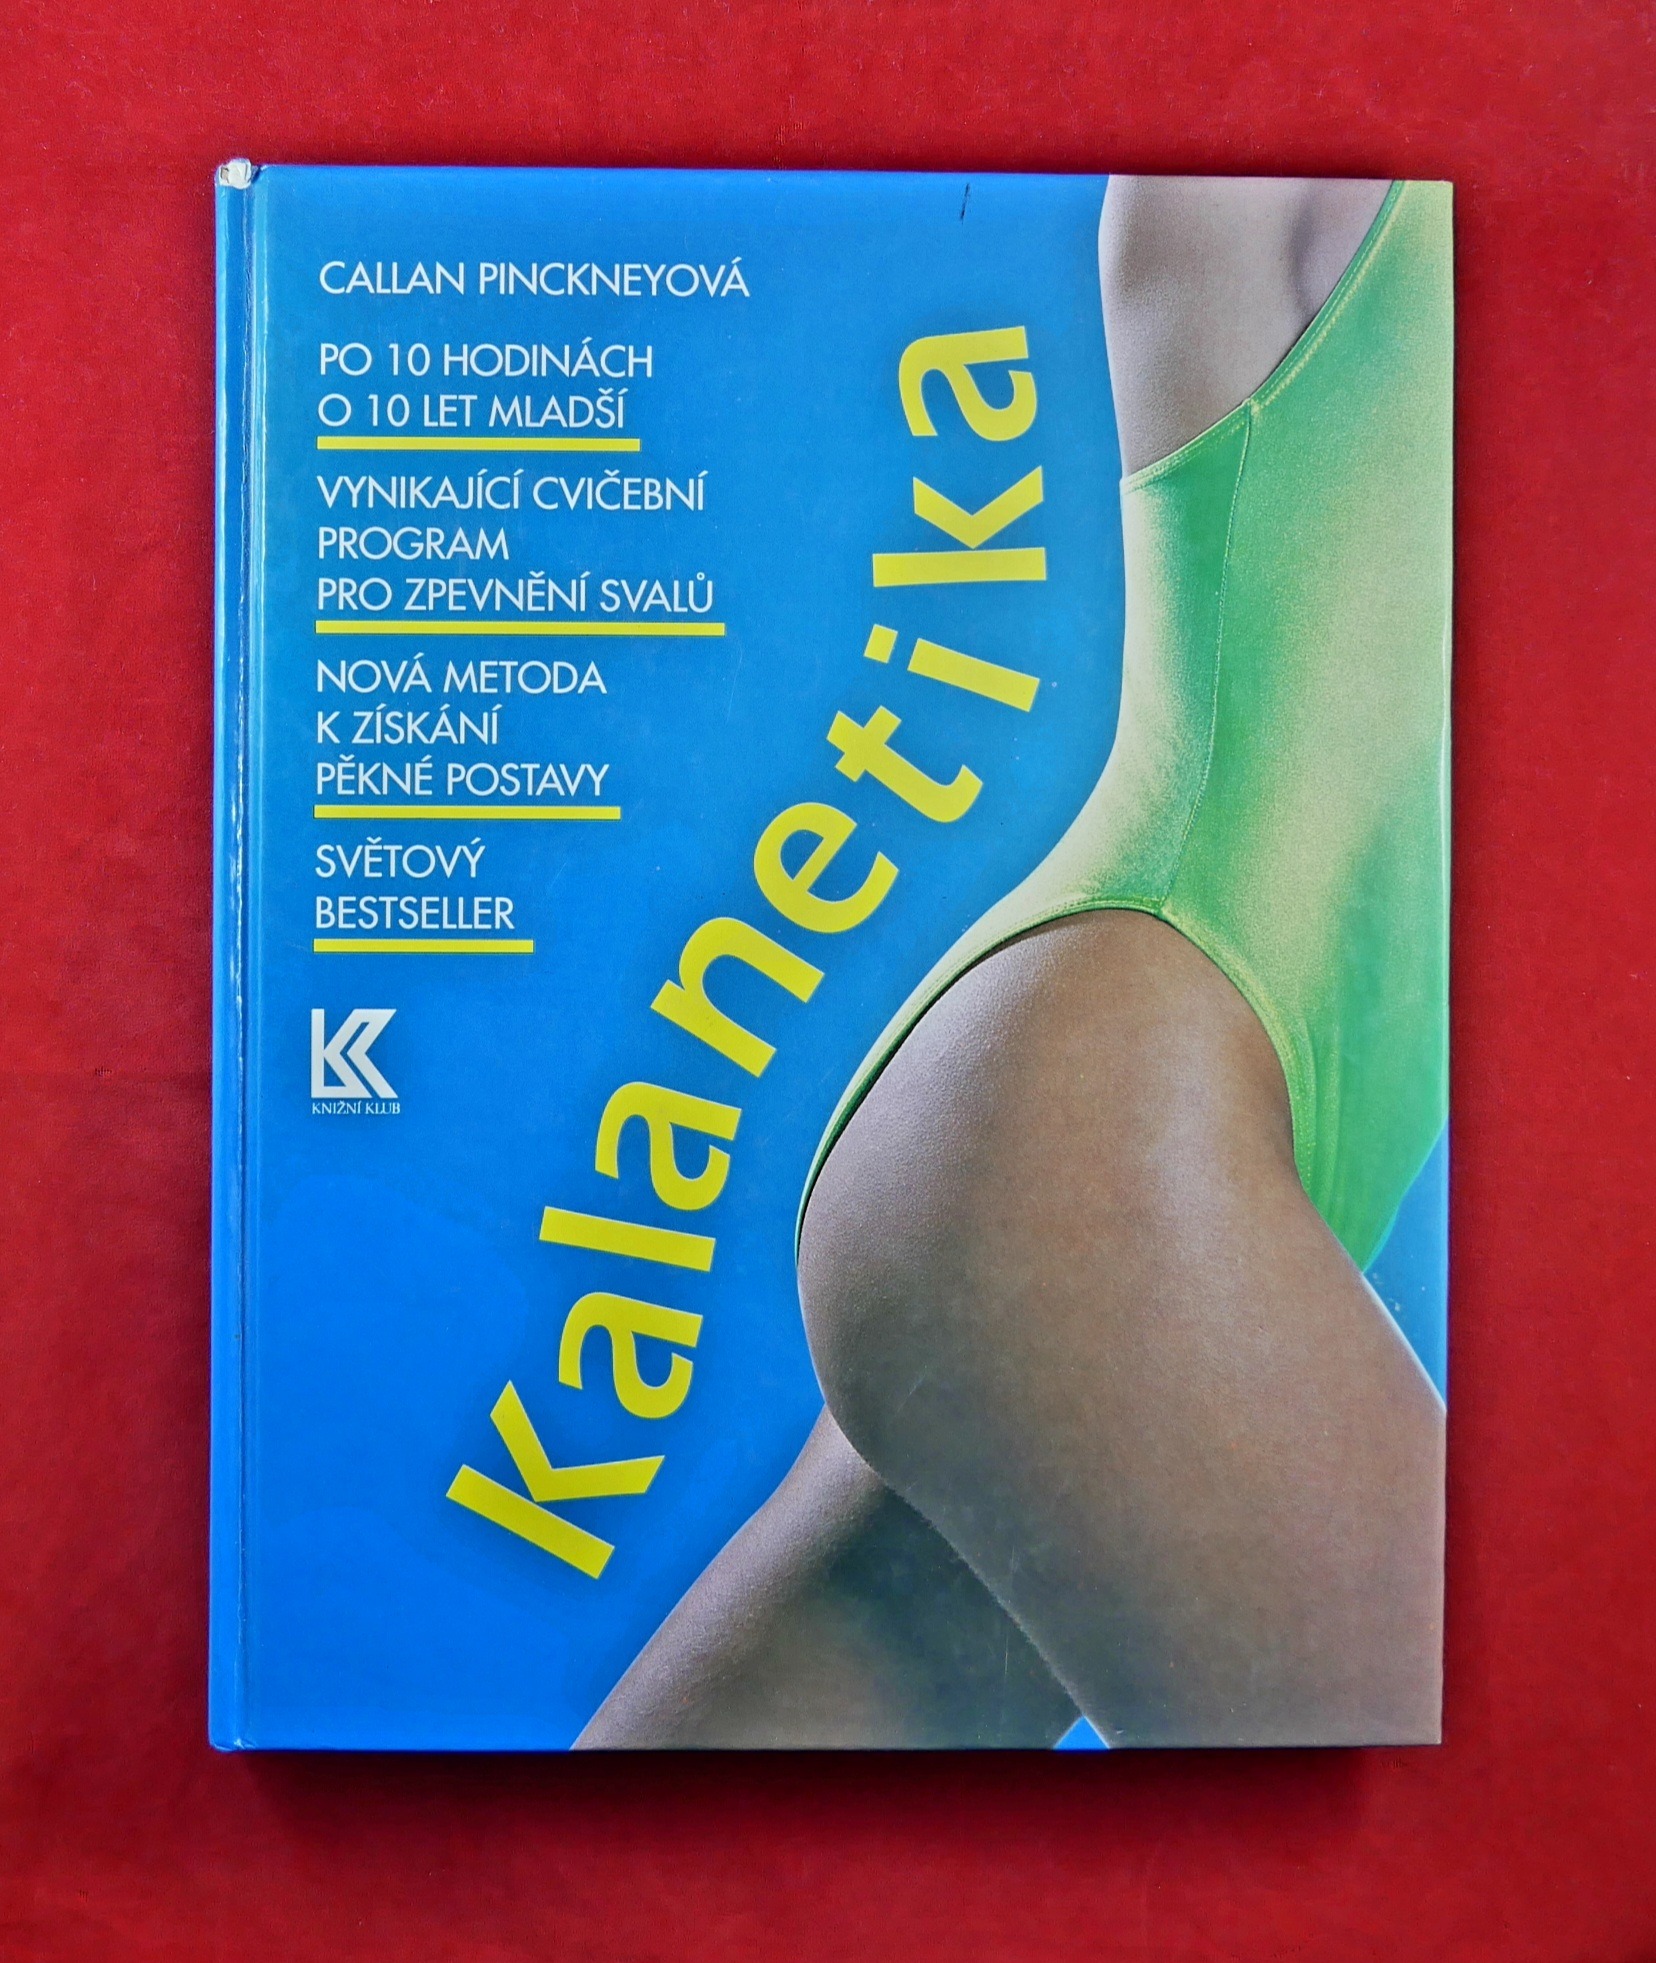 CALLAN PINCKNEYOVÁ
PO 10 HODINÁCH
O 10 LET MLADŠÍ
VYNIKAJÍCÍ CVIČEBNÍ
PROGRAM
PRO ZPEVNĚNÍ SVALŮ
NOVÁ METODA
K ZÍSKÁNÍ
PĚKNÉ POSTAVY
SVĚTOVÝ
BESTSELLER
KNIŽNÍ KLUB
Kalanetika